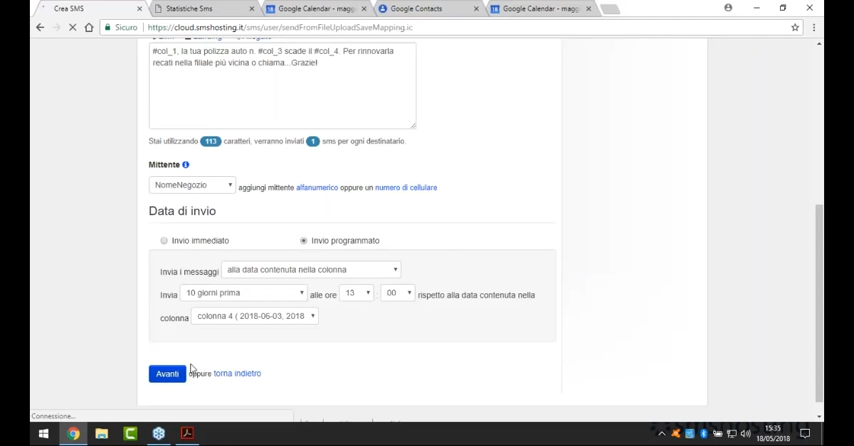 Crea SMS
Statistiche Sms
Google Calendar - magg
Google Contacts
Google Calendar - magg
Sicuro
https://cloud.smshosting.it/sms/user/sendFromFileUploadSaveMapping.ic
#col_1, la tua polizza auto n. #col_3 scade il #col_4. Per rinnovarla
recati nella filiale più vicina o chiama...Grazie!
Stai utilizzando 113 caratteri, verranno inviati 1 sms per ogni destinatario.
Mittente
NomeNegozio aggiungi mittente alfanumerico oppure un numero di cellulare
Data di invio
Invio immediato Invio programmato
Invia i messaggi alla data contenuta nella colonna
Invia 10 giorni prima alle ore 13 00 rispetto alla data contenuta nella
colonna colonna 4 ( 2018-06-03, 2018
Avanti oppure torna indietro
Connessione...
15:35
18/05/2018